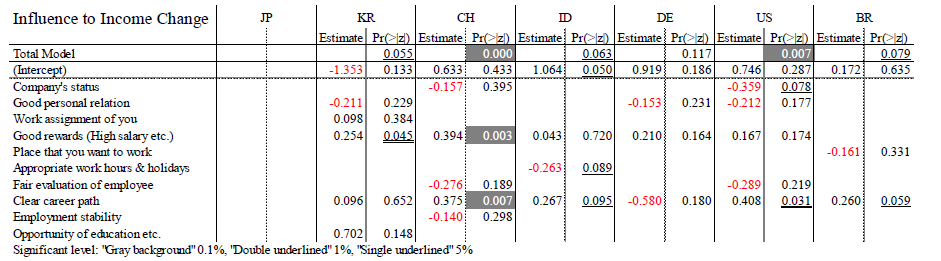 Influence to Income Change JP KR CH ID DE US BR
Estimate Pr(>|z|) Estimate Pr(>|z|) Estimate Pr(>|z|) Estimate Pr(>|z|) Estimate Pr(>|z|) Estimate Pr(>|z|)
Total Model 0.055 0.000 0.063 0.117 0.007 0.079
(Intercept) -1.353 0.133 0.633 0.433 1.064 0.050 0.919 0.186 0.746 0.287 0.172 0.635
Company's status -0.157 0.395 -0.359 0.078
Good personal relation -0.211 0.229 -0.153 0.231 -0.212 0.177
Work assignment of you 0.098 0.384
Good rewards (High salary etc.) 0.254 0.045 0.394 0.003 0.043 0.720 0.210 0.164 0.167 0.174
Place that you want to work -0.161 0.331
Appropriate work hours & holidays -0.263 0.089
Fair evaluation of employee -0.276 0.189 -0.289 0.219
Clear career path 0.096 0.652 0.375 0.007 0.267 0.095 -0.580 0.180 0.408 0.031 0.260 0.059
Employment stability -0.140 0.298
Opportunity of education etc. 0.702 0.148
Significant level: "Gray background" 0.1%, "Double underlined" 1%, "Single underlined" 5%